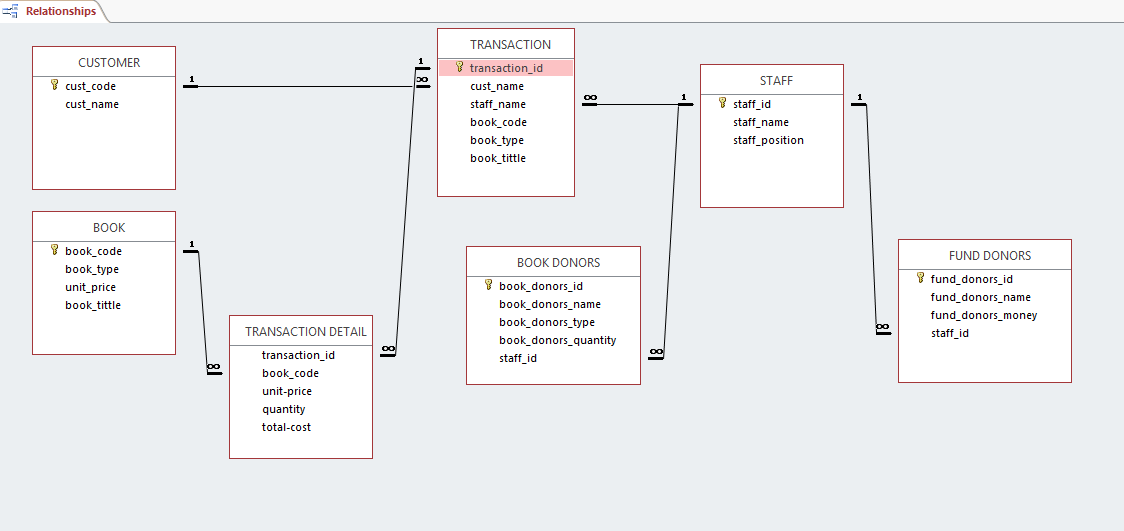 Relationships
CUSTOMER
cust_code
cust_name
1
∞
TRANSACTION
transaction_id
cust_name
staff_name
book_code
book_type
book_tittle
1
∞
1
STAFF
staff_id
staff_name
staff_position
1
BOOK
book_code
book_type
unit_price
book_tittle
1
∞
TRANSACTION DETAIL
transaction_id
book_code
unit-price
quantity
total-cost
∞
BOOK DONORS
book_donors_id
book_donors_name
book_donors_type
book_donors_quantity
staff_id
∞
FUND DONORS
fund_donors_id
fund_donors_name
fund_donors_money
staff_id
∞